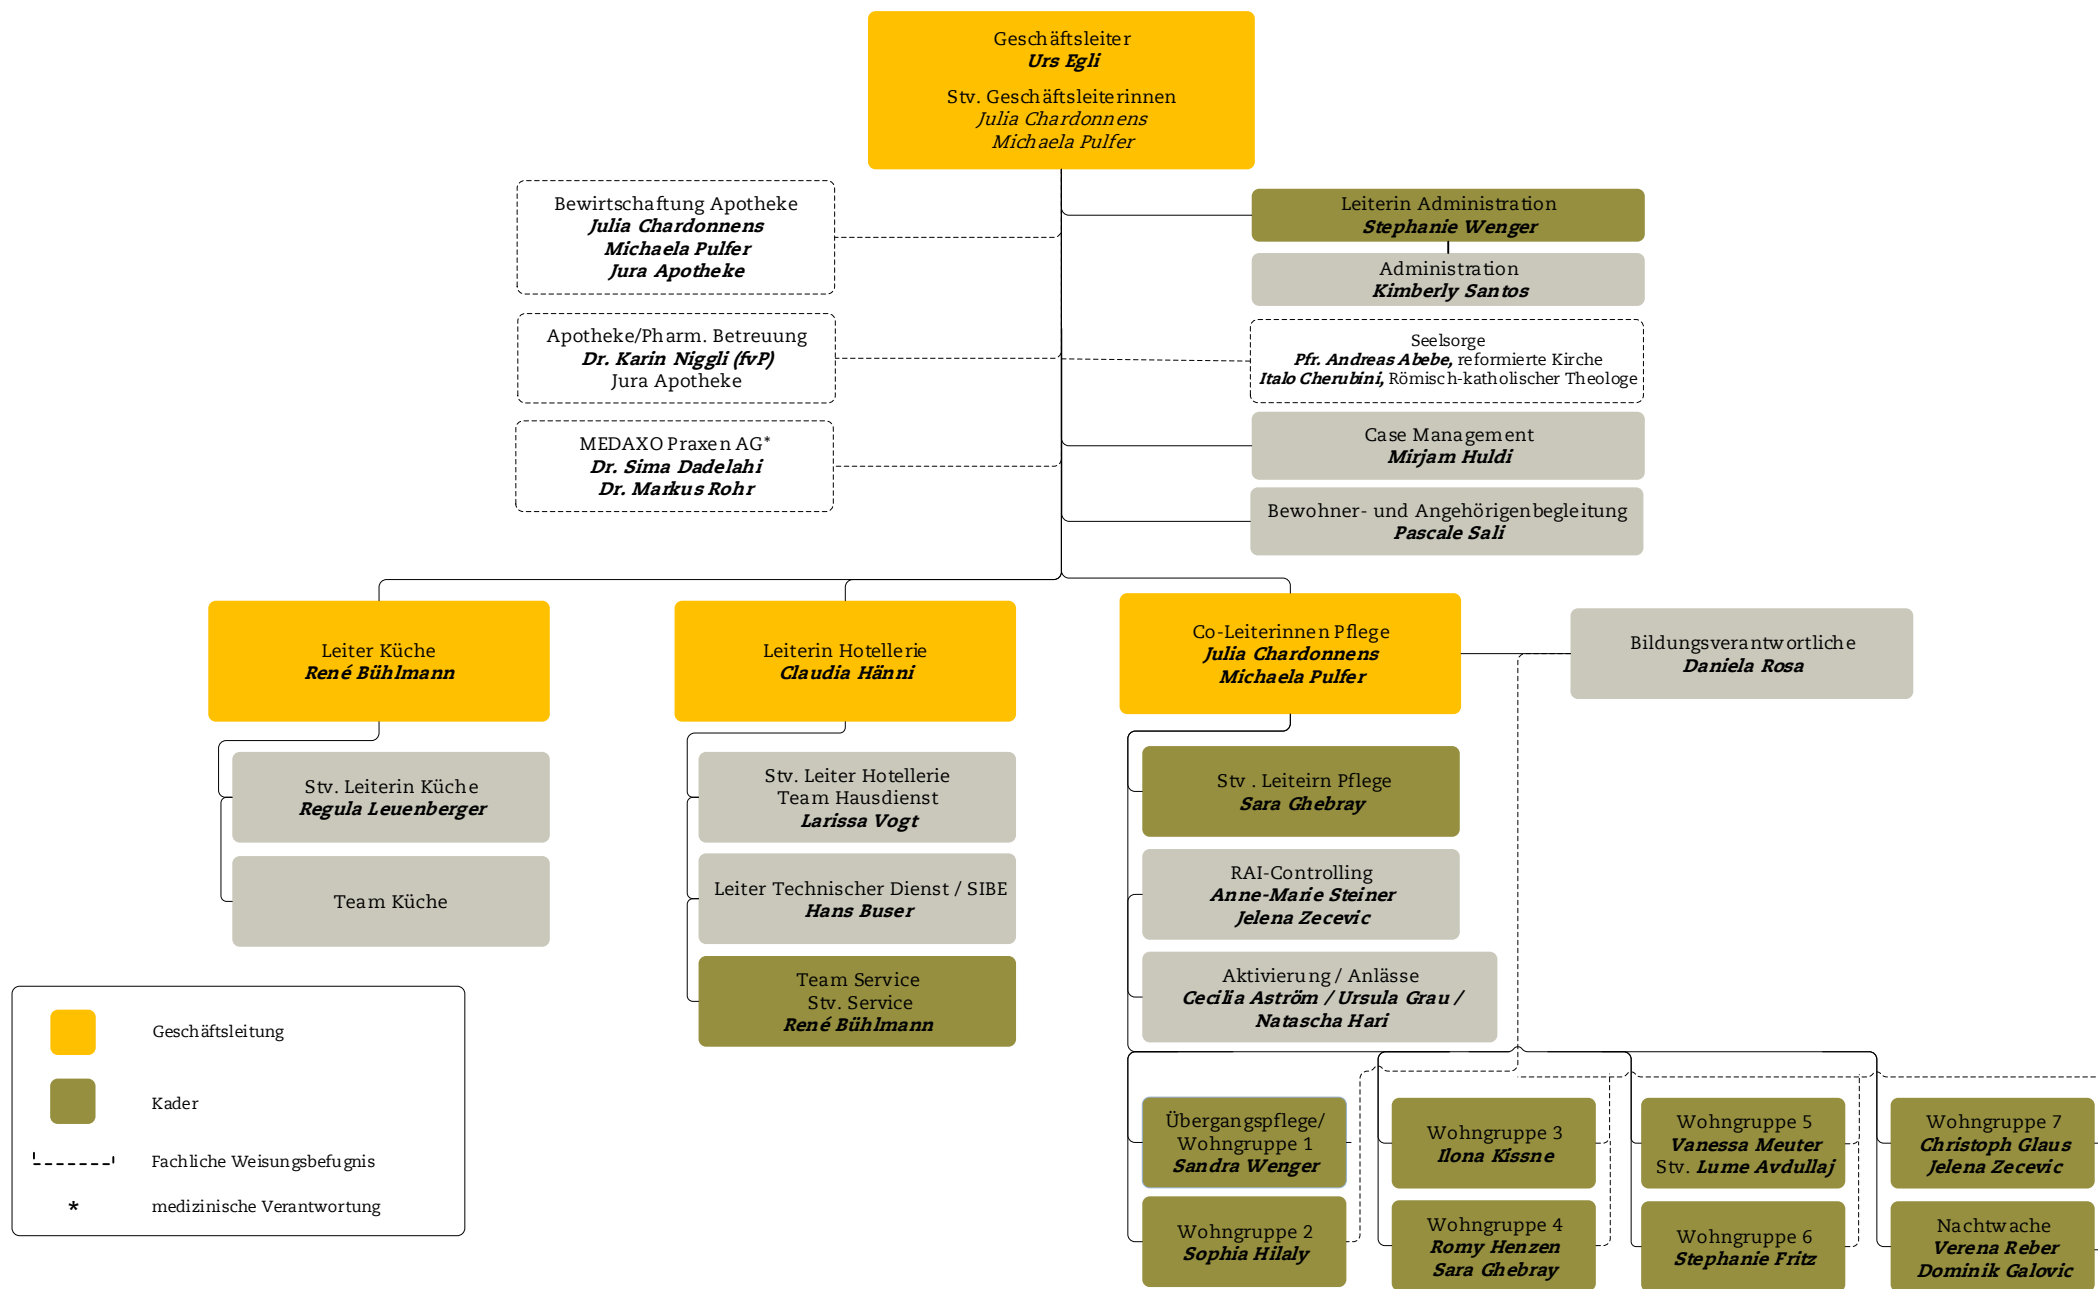 Geschäftsleiter
Urs Egli
Stv. Geschäftsleiterinnen
Julia Chardonnens
Michaela Pulfer
Bewirtschaftung Apotheke
Julia Chardonnens
Michaela Pulfer
Jura Apotheke
Leiterin Administration
Stephanie Wenger
Administration
Kimberly Santos
Apotheke/Pharm. Betreuung
Dr. Karin Niggli (fvP)
Jura Apotheke
Seelsorge
Pfr. Andreas Abebe, reformierte Kirche
Italo Cherubini, Römisch-katholischer Theologe
MEDAXO Praxen AG*
Dr. Sima Dadelahi
Dr. Markus Rohr
Case Management
Mirjam Huldi
Bewohner- und Angehörigenbegleitung
Pascale Sali
Leiter Küche
René Bühlmann
Leiterin Hotellerie
Claudia Hänni
Co-Leiterinnen Pflege
Julia Chardonnens
Michaela Pulfer
Bildungsverantwortliche
Daniela Rosa
Stv. Leiterin Küche
Regula Leuenberger
Team Küche
Stv. Leiter Hotellerie
Team Hausdienst
Larissa Vogt
Leiter Technischer Dienst / SIBE
Hans Buser
Team Service
Stv. Service
René Bühlmann
Stv . Leiteirn Pflege
Sara Ghebray
RAI-Controlling
Anne-Marie Steiner
Jelena Zecevic
Aktivierung / Anlässe
Cecilia Aström / Ursula Grau /
Natascha Hari
Übergangspflege/
Wohngruppe 1
Sandra Wenger
Wohngruppe 2
Sophia Hilaly
Wohngruppe 3
Ilona Kissne
Wohngruppe 4
Romy Henzen
Sara Ghebray
Wohngruppe 5
Vanessa Meuter
Stv. Lume Avdullaj
Wohngruppe 6
Stephanie Fritz
Wohngruppe 7
Christoph Glaus
Jelena Zecevic
Nachtwache
Verena Reber
Dominik Galovic
Geschäftsleitung
Kader
Fachliche Weisungsbefugnis
* medizinische Verantwortung